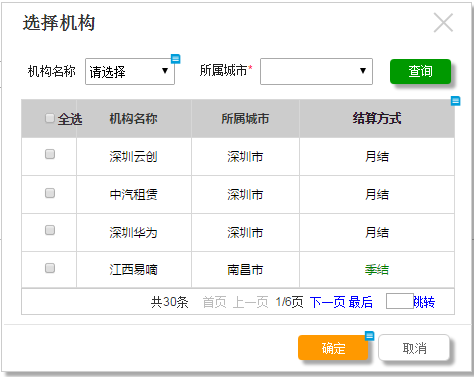 选择机构
机构名称 请选择 所属城市* 查询
全选 机构名称 所属城市 结算方式
深圳云创 深圳市 月结
中汽租赁 深圳市 月结
深圳华为 深圳市 月结
江西易喃 南昌市 季结
共30条 首页 上一页 1/6页 下一页 最后 跳转
确定 取消